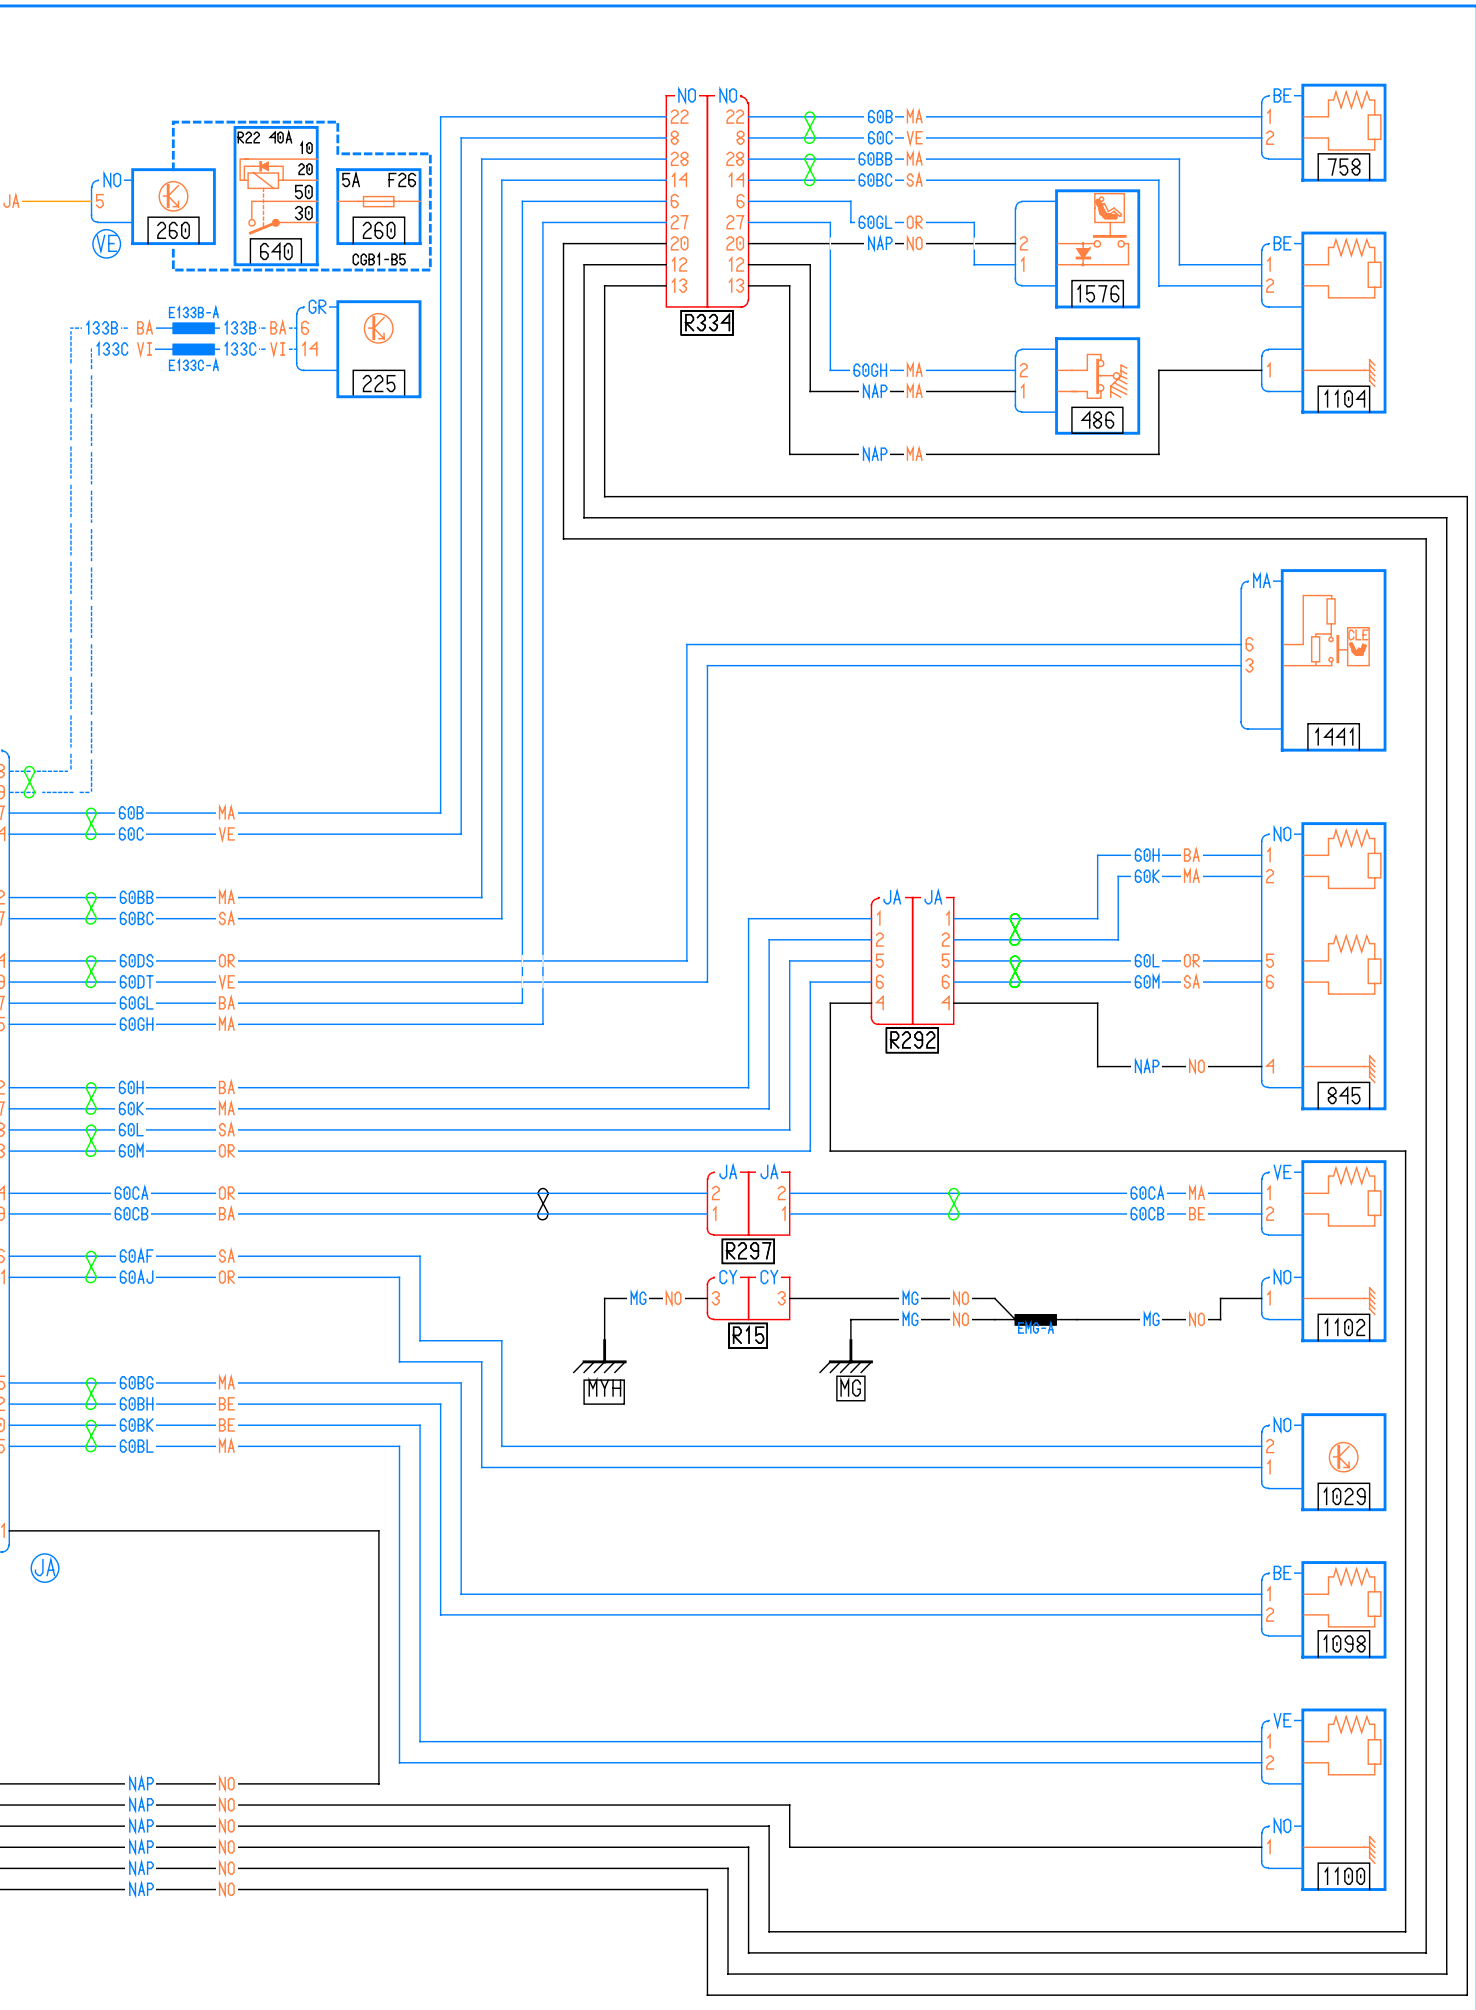 NO NO
22 22 60B MA
8 8 60C VE
28 28 60BB MA
14 14 60BC SA
6 6 60GL OR
27 27 NAP NO
20 20
12 12
13 13
R334
BE
1
2
758
R22 40A
10
20
50
30
640
5A F26
260
CGB1-B5
JA
NO
5
260
VE
2
1
1576
BE
1
2
1
1104
E133B-A
133B BA 133B BA 6
133C VI 133C VI 14
E133C-A
GR
225
60GH MA 2
NAP MA 1
486
NAP MA
MA
6
3
CLE
1441
60B MA
60C VE
60BB MA
60BC SA
60DS OR
60DT VE
60GL BA
60GH MA
60H BA
60K MA
60L SA
60M OR
60CA OR
60CB BA
60AF SA
60AJ OR
60BG MA
60BH BE
60BK BE
60BL MA
1
JA
JA JA
1 1
2 2
5 5
6 6
4 4
R292
NO
60H BA 1
60K MA 2
60L OR 5
60M SA 6
NAP NO 4
845
JA JA
2 2
1 1
R297
60CA MA
60CB BE
VE
1
2
CY CY
MG NO 3 3 MG NO
MG NO
R15
EMG-A
MG NO
NO
1
1102
MYH
MG
NO
2
1
1029
BE
1
2
1098
VE
1
2
NO
1
1100
NAP NO
NAP NO
NAP NO
NAP NO
NAP NO
NAP NO